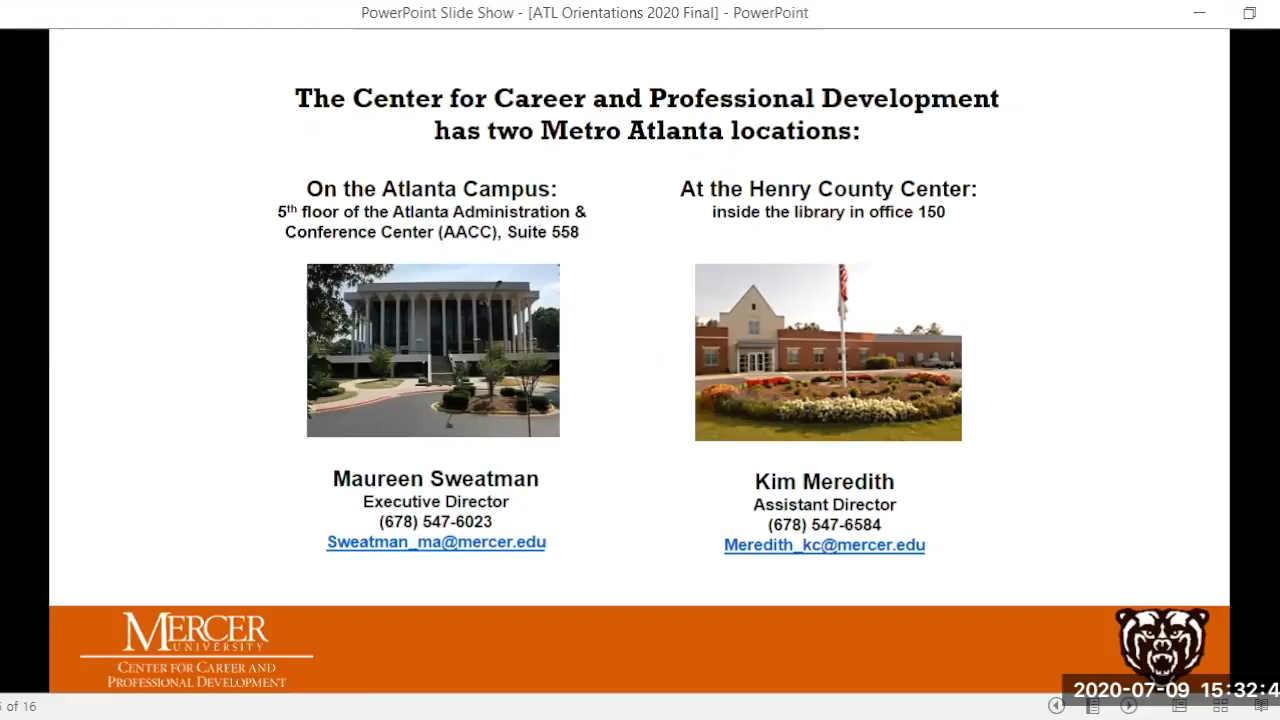 PowerPoint Slide Show - [ATL Orientations 2020 Final] - PowerPoint
The Center for Career and Professional Development
has two Metro Atlanta locations:
On the Atlanta Campus:
5th floor of the Atlanta Administration &
Conference Center (AACC), Suite 558
At the Henry County Center:
inside the library in office 150
Maureen Sweatman
Executive Director
(678) 547-6023
Sweatman_ma@mercer.edu
Kim Meredith
Assistant Director
(678) 547-6584
Meredith_kc@mercer.edu
MERCER
UNIVERSITY
CENTER FOR CAREER AND
PROFESSIONAL DEVELOPMENT
2020-07-09 15:32:4
of 16